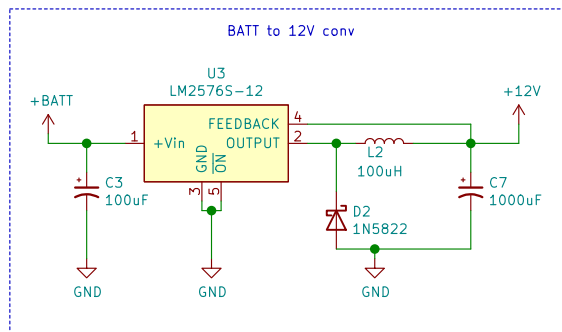 BATT to 12V conv
U3
LM2576S-12
+BATT
+12V
FEEDBACK
4
1
+Vin
OUTPUT
2
GND
ON
3
5
L2
100uH
C3
100uF
C7
1000uF
D2
1N5822
GND
GND
GND